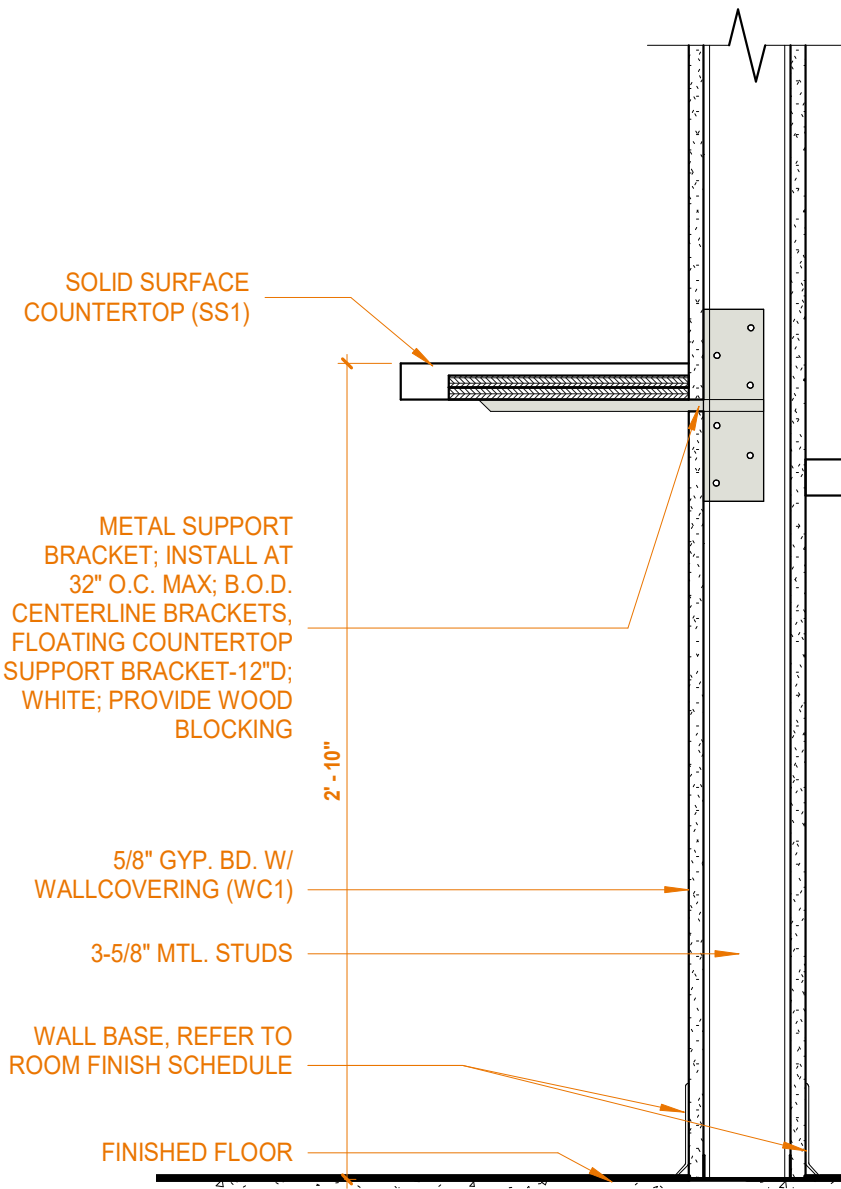 SOLID SURFACE
COUNTERTOP (SS1)
METAL SUPPORT
BRACKET; INSTALL AT
32" O.C. MAX; B.O.D.
CENTERLINE BRACKETS,
FLOATING COUNTERTOP
SUPPORT BRACKET-12"D;
WHITE; PROVIDE WOOD
BLOCKING
2' - 10"
5/8" GYP. BD. W/
WALLCOVERING (WC1)
3-5/8" MTL. STUDS
WALL BASE, REFER TO
ROOM FINISH SCHEDULE
FINISHED FLOOR